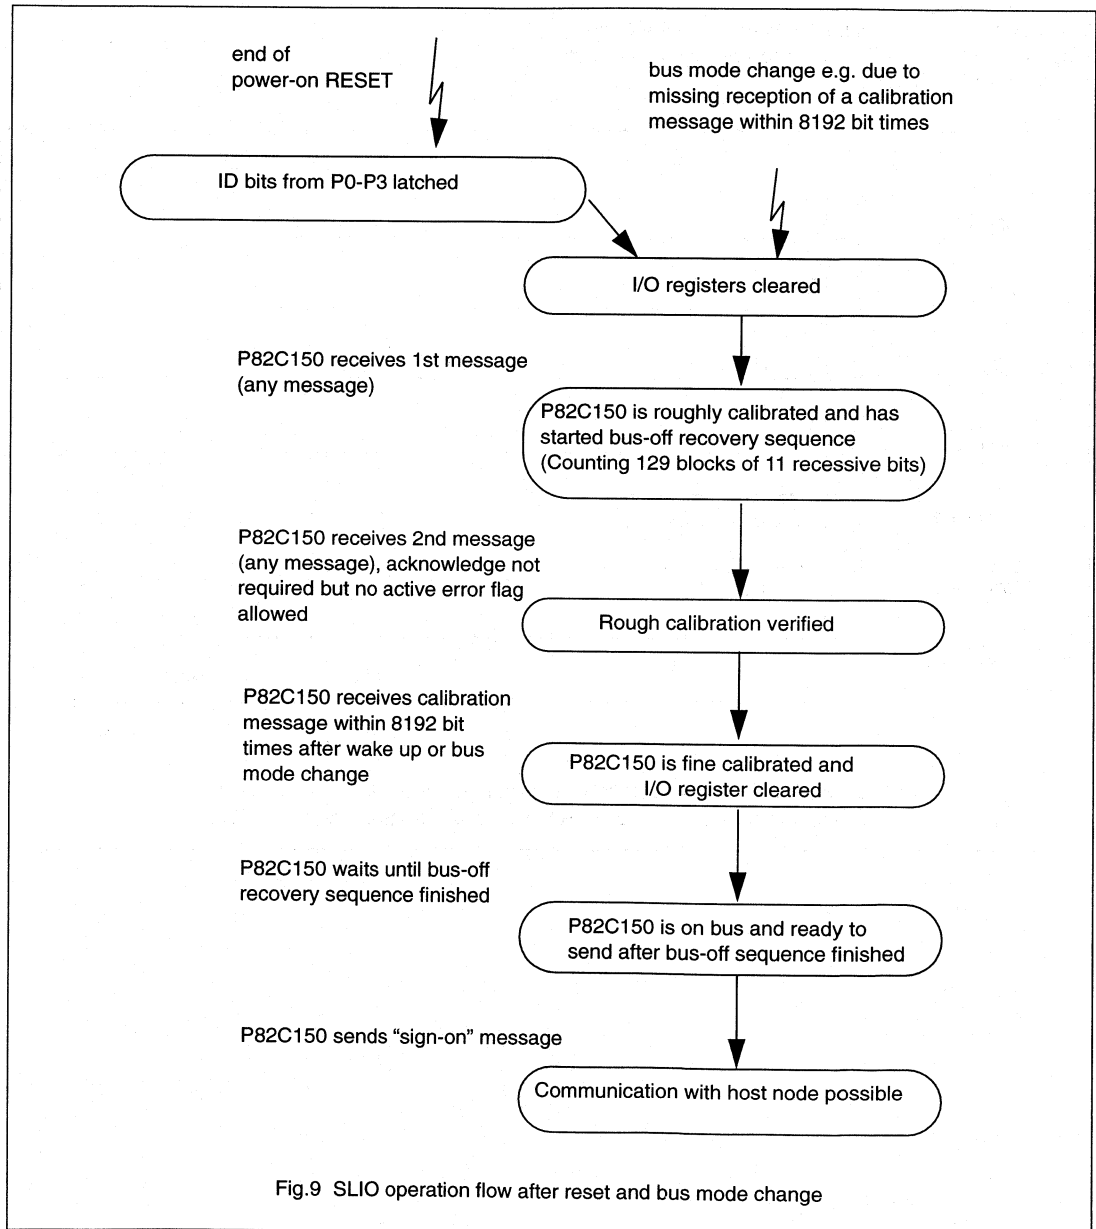 end of
power-on RESET
bus mode change e.g. due to
missing reception of a calibration
message within 8192 bit times
ID bits from P0-P3 latched
I/O registers cleared
P82C150 receives 1st message
(any message)
P82C150 is roughly calibrated and has
started bus-off recovery sequence
(Counting 129 blocks of 11 recessive bits)
P82C150 receives 2nd message
(any message), acknowledge not
required but no active error flag
allowed
Rough calibration verified
P82C150 receives calibration
message within 8192 bit
times after wake up or bus
mode change
P82C150 is fine calibrated and
I/O register cleared
P82C150 waits until bus-off
recovery sequence finished
P82C150 is on bus and ready to
send after bus-off sequence finished
P82C150 sends “sign-on” message
Communication with host node possible
Fig.9 SLIO operation flow after reset and bus mode change